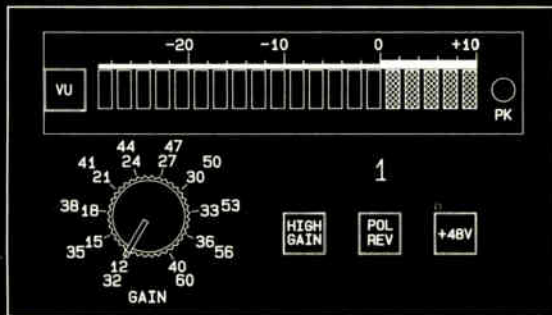 -20 -10 0 +10
VU
PK
44 47
41 24 27 50
21 30
38 18 33 53
15 36
35 56
12 40
32 60
GAIN
1
HIGH
GAIN
POL
REV
+48V